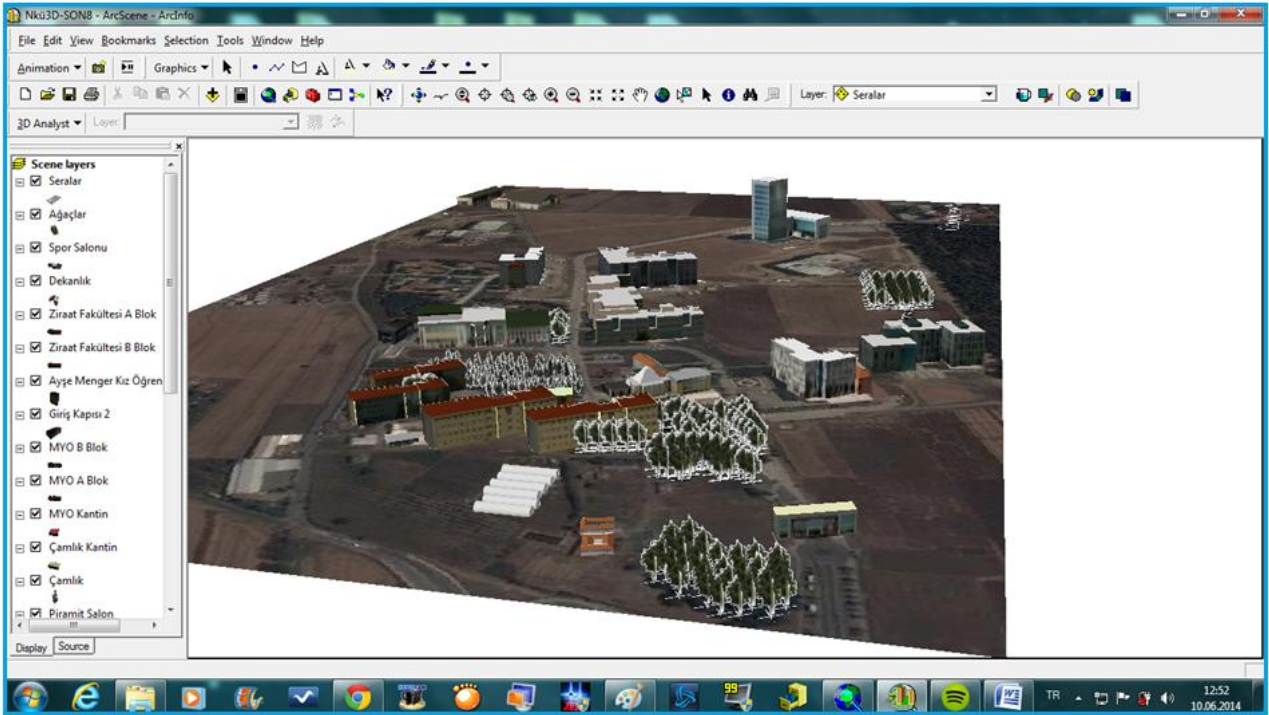 Nkü3D-SON8 - ArcScene - ArcInfo
File Edit View Bookmarks Selection Tools Window Help
Animation Graphics
Layer: Seralar
3D Analyst Layer:
Scene layers
Seralar
Ağaçlar
Spor Salonu
Dekanlık
Ziraat Fakültesi A Blok
Ziraat Fakültesi B Blok
Ayşe Menger Kız Öğren
Giriş Kapısı 2
MYO B Blok
MYO A Blok
MYO Kantin
Çamlık Kantin
Çamlık
Piramit Salon
Display Source
99
TR 12:52
10.06.2014